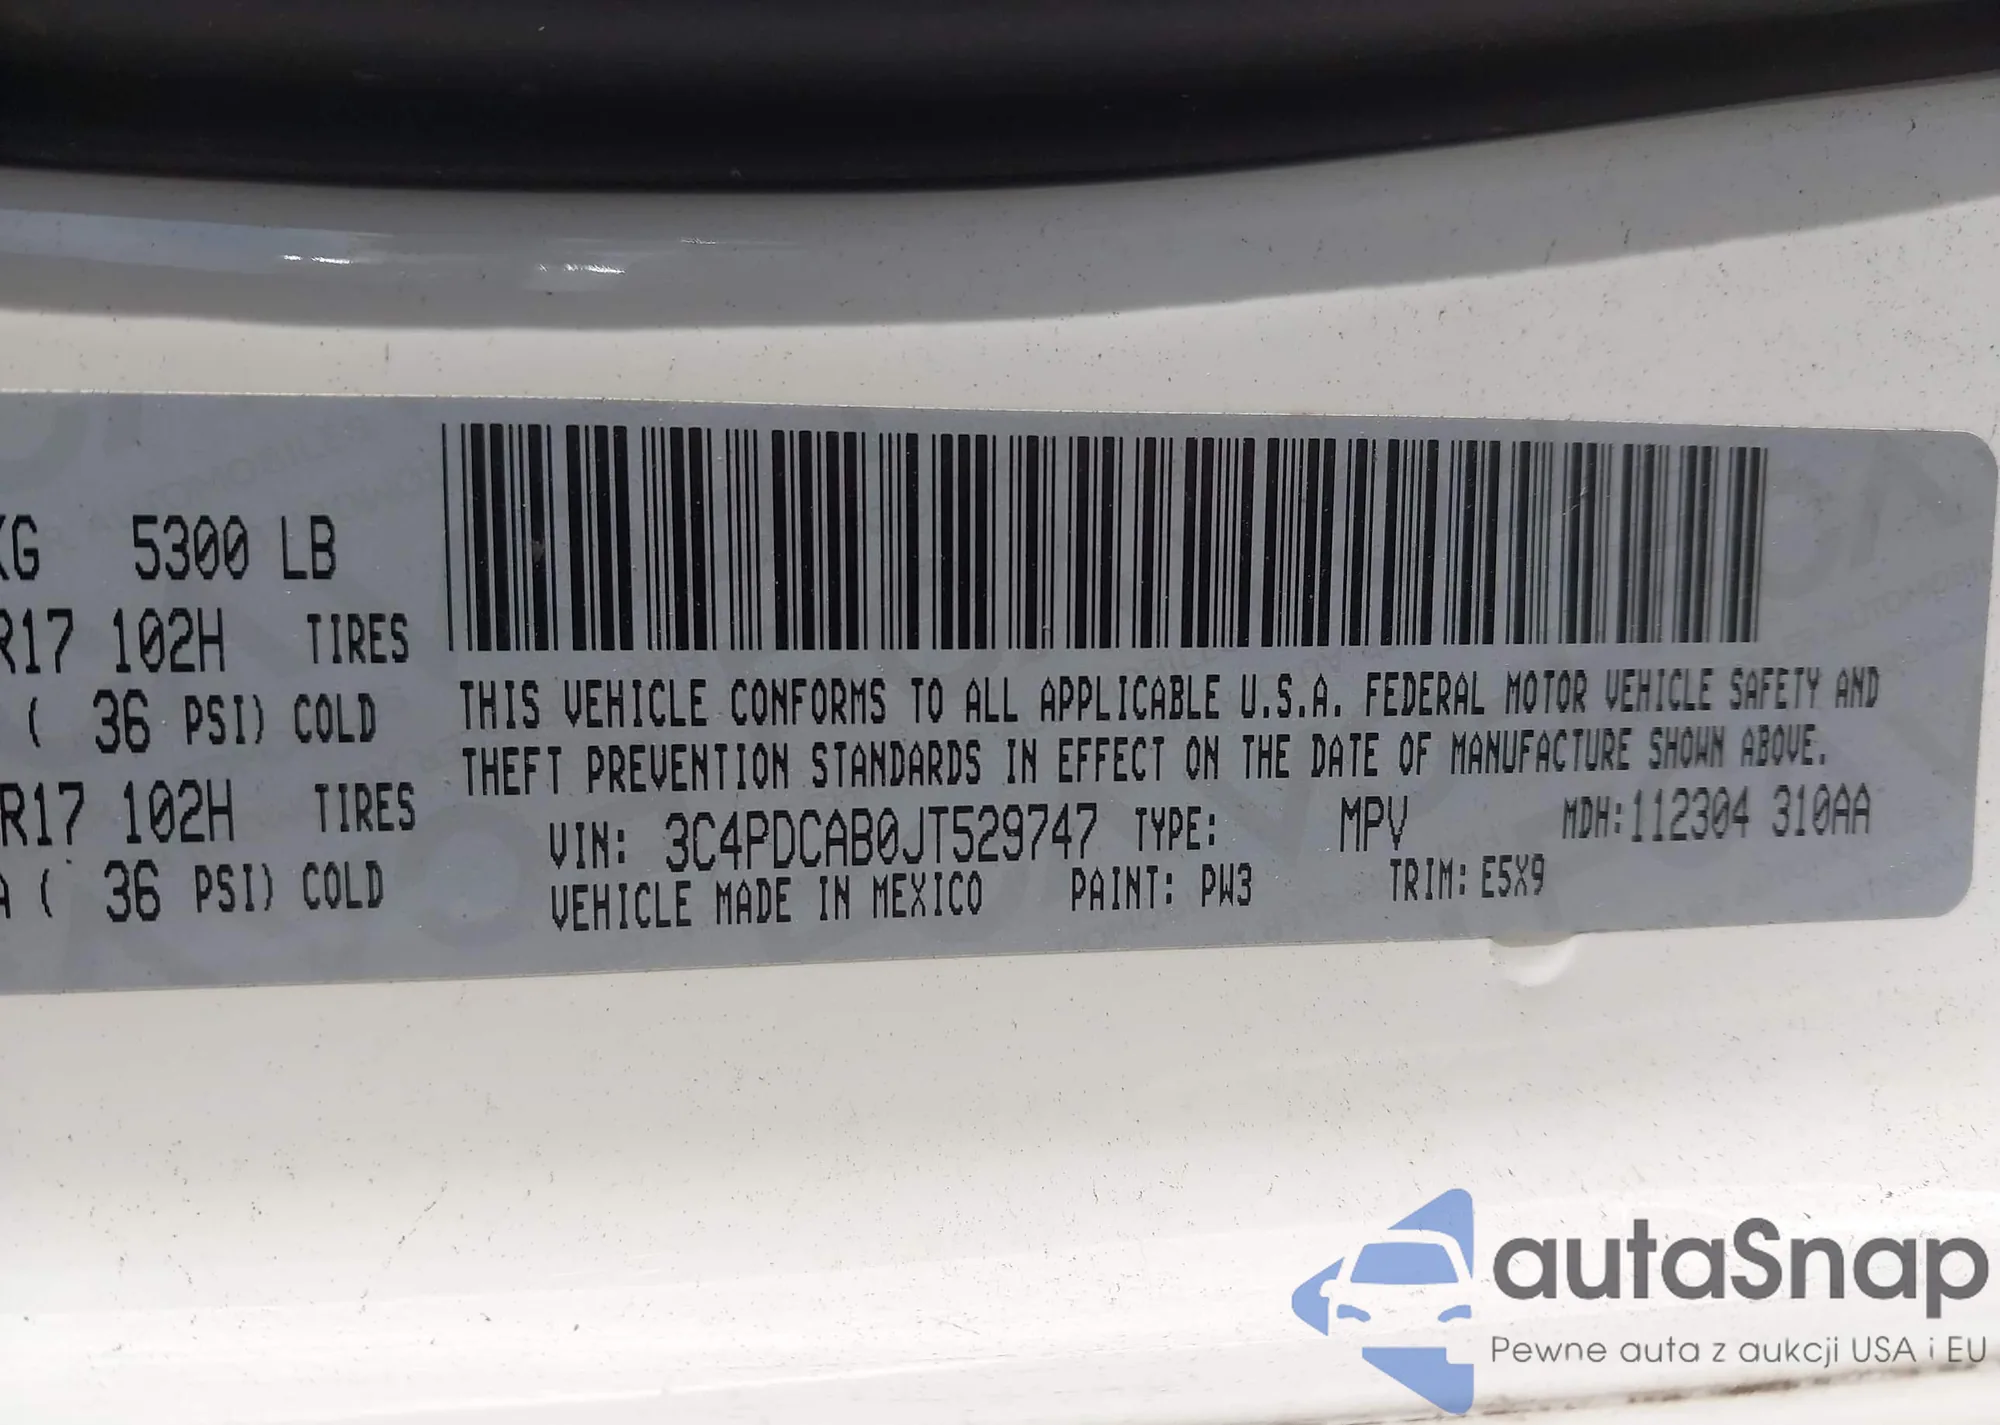 KG 5300 LB
R17 102H TIRES
( 36 PSI) COLD
R17 102H TIRES
A ( 36 PSI) COLD
THIS VEHICLE CONFORMS TO ALL APPLICABLE U.S.A. FEDERAL MOTOR VEHICLE SAFETY AND
THEFT PREVENTION STANDARDS IN EFFECT ON THE DATE OF MANUFACTURE SHOWN ABOVE.
VIN: 3C4PDCAB0JT529747 TYPE: MPV MDH:112304 310AA
VEHICLE MADE IN MEXICO PAINT: PW3 TRIM: E5X9
autaSnap
Pewne auta z aukcji USA i EU